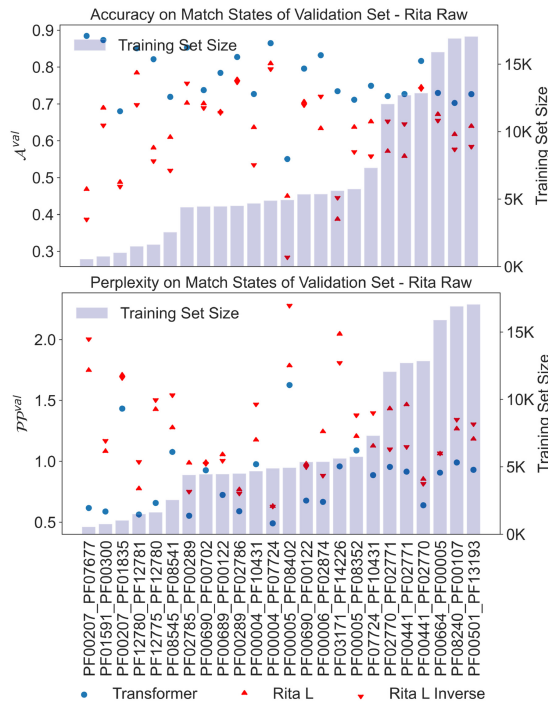 Accuracy on Match States of Validation Set - Rita Raw
Training Set Size
0.9
0.8
0.7
0.6
0.5
0.4
0.3
𝒜ᵛᵃˡ
15K
10K
5K
0K
Training Set Size
Perplexity on Match States of Validation Set - Rita Raw
Training Set Size
2.0
1.5
1.0
0.5
𝒫𝒫ᵛᵃˡ
15K
10K
5K
0K
Training Set Size
PF00207_PF07677
PF01591_PF00300
PF00207_PF01835
PF12780_PF12781
PF12775_PF12780
PF08545_PF08541
PF02785_PF00289
PF00690_PF00702
PF00689_PF00122
PF00289_PF02786
PF00004_PF10431
PF00004_PF07724
PF00005_PF08402
PF00690_PF00122
PF00006_PF02874
PF03171_PF14226
PF00005_PF08352
PF07724_PF10431
PF02770_PF02771
PF00441_PF02771
PF00441_PF02770
PF00664_PF00005
PF08240_PF00107
PF00501_PF13193
Transformer
Rita L
Rita L Inverse